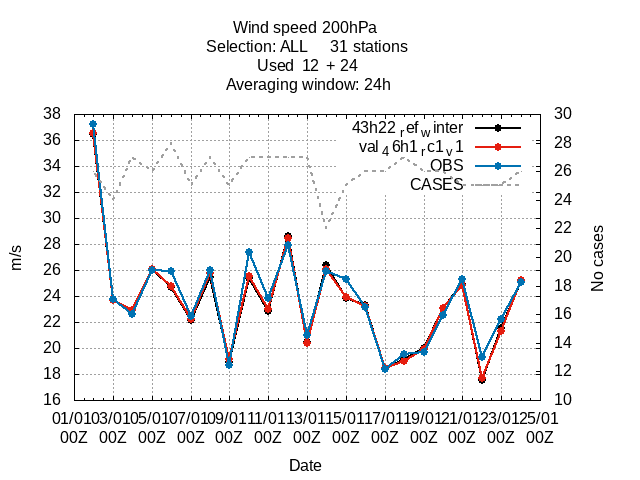 Wind speed 200hPa
Selection: ALL 31 stations
Used 12 + 24
Averaging window: 24h
38 30
43h22 refwinter
36 28
val46h1rc1v1
34 26
OBS
CASES
32 24
30 22
28 20
26 18
24 16
22 14
20 12
18 10
16
m/s
No cases
01/01 03/01 05/01 07/01 09/01 11/01 13/01 15/01 17/01 19/01 21/01 23/01 25/01
00Z 00Z 00Z 00Z 00Z 00Z 00Z 00Z 00Z 00Z 00Z 00Z 00Z
Date